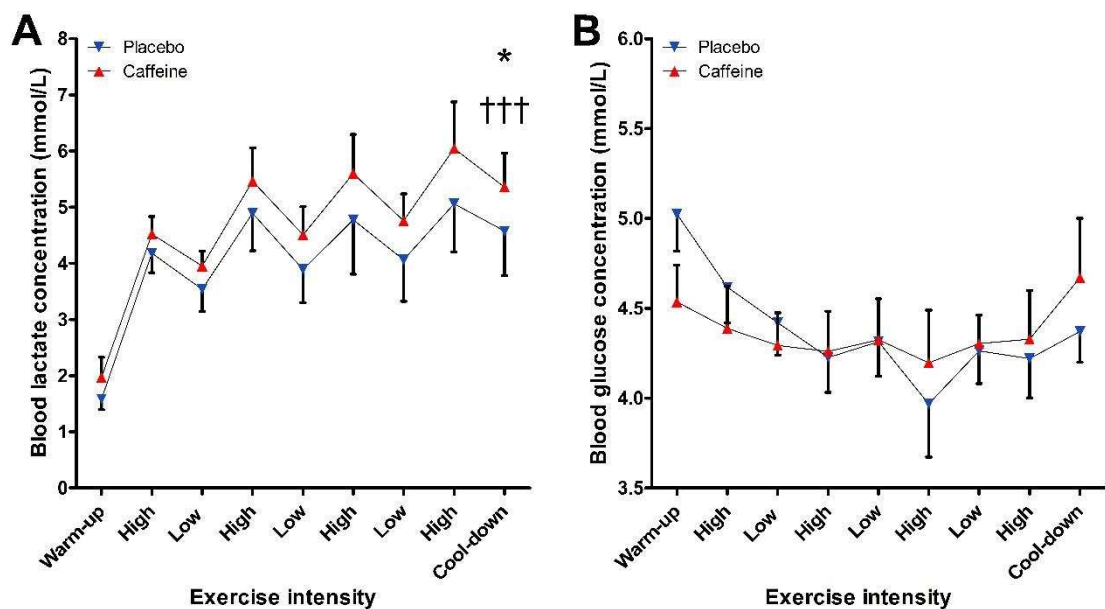 A
Blood lactate concentration (mmol/L)
8
7
6
5
4
3
2
1
0
Placebo
Caffeine
*
†††
Warm-up
High
Low
High
Low
High
Low
High
Cool-down
Exercise intensity
B
Blood glucose concentration (mmol/L)
6.0
5.5
5.0
4.5
4.0
3.5
Placebo
Caffeine
Warm-up
High
Low
High
Low
High
Low
High
Cool-down
Exercise intensity